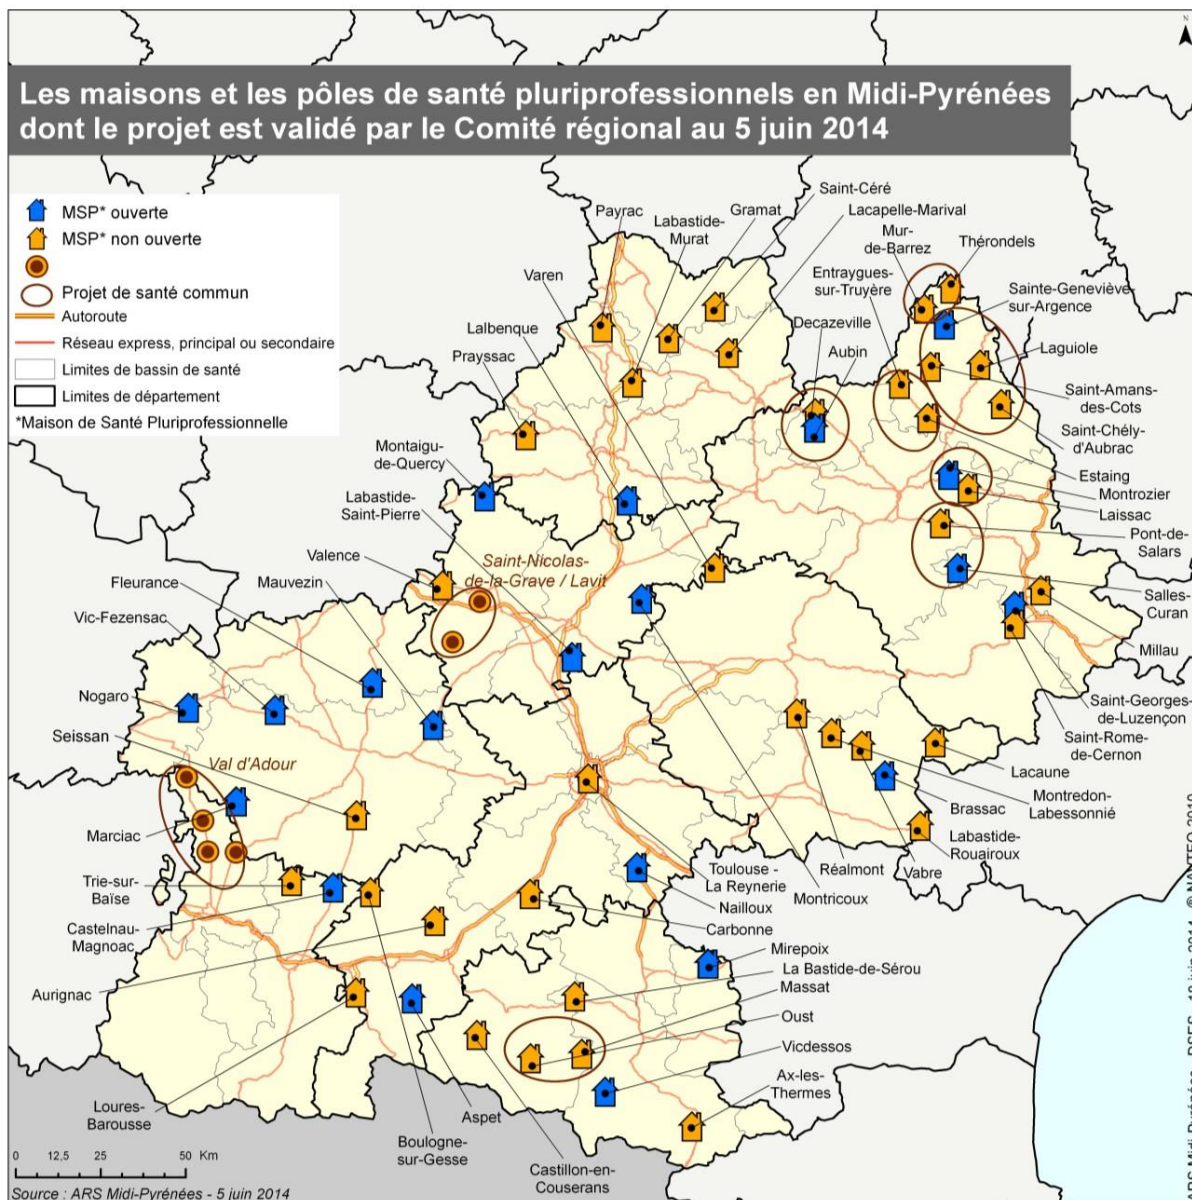 Les maisons et les pôles de santé pluriprofessionnels en Midi-Pyrénées
dont le projet est validé par le Comité régional au 5 juin 2014
N
MSP* ouverte
MSP* non ouverte
Projet de santé commun
Autoroute
Réseau express, principal ou secondaire
Limites de bassin de santé
Limites de département
*Maison de Santé Pluriprofessionnelle
Saint-Céré
Payrac
Labastide-
Murat
Gramat
Lacapelle-Marival
Mur-
de-Barrez
Thérondels
Varen
Entraygues-
sur-Truyère
Sainte-Geneviève-
sur-Argence
Lalbenque
Decazeville
Prayssac
Aubin
Laguiole
Saint-Amans-
des-Cots
Saint-Chély-
d'Aubrac
Montaigu-
de-Quercy
Estaing
Montrozier
Laissac
Labastide-
Saint-Pierre
Pont-de-
Salars
Valence
Saint-Nicolas-
de-la-Grave / Lavit
Fleurance
Mauvezin
Salles-
Curan
Vic-Fezensac
Millau
Nogaro
Saint-Georges-
de-Luzençon
Seissan
Saint-Rome-
de-Cernon
Val d'Adour
Lacaune
Marciac
Brassac
Montredon-
Labessonnié
Labastide-
Rouairoux
Trie-sur-
Baïse
Toulouse -
La Reynerie
Réalmont
Vabre
Nailloux
Montricoux
Castelnau-
Magnoac
Carbonne
Mirepoix
La Bastide-de-Sérou
Massat
Aurignac
Oust
Vicdessos
Ax-les-
Thermes
Loures-
Barousse
Aspet
Boulogne-
sur-Gesse
Castillon-en-
Couserans
0 12,5 25 50 Km
Source : ARS Midi-Pyrénées - 5 juin 2014